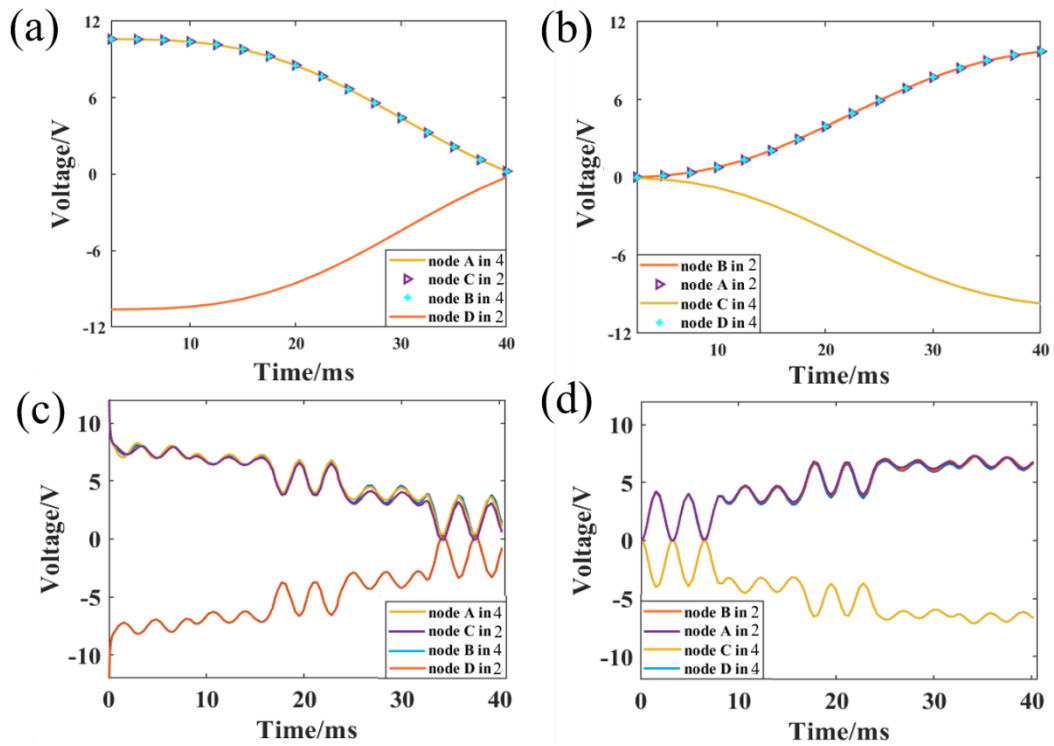 (a)
12
6
0
-6
-12
Voltage/V
node A in 4
node C in 2
node B in 4
node D in 2
10
20
30
40
Time/ms
(b)
12
6
0
-6
-12
Voltage/V
node B in 2
node A in 2
node C in 4
node D in 4
10
20
30
40
Time/ms
(c)
10
5
0
-5
-10
Voltage/V
node A in 4
node C in 2
node B in 4
node D in 2
0
10
20
30
40
Time/ms
(d)
10
5
0
-5
-10
Voltage/V
node B in 2
node A in 2
node C in 4
node D in 4
0
10
20
30
40
Time/ms